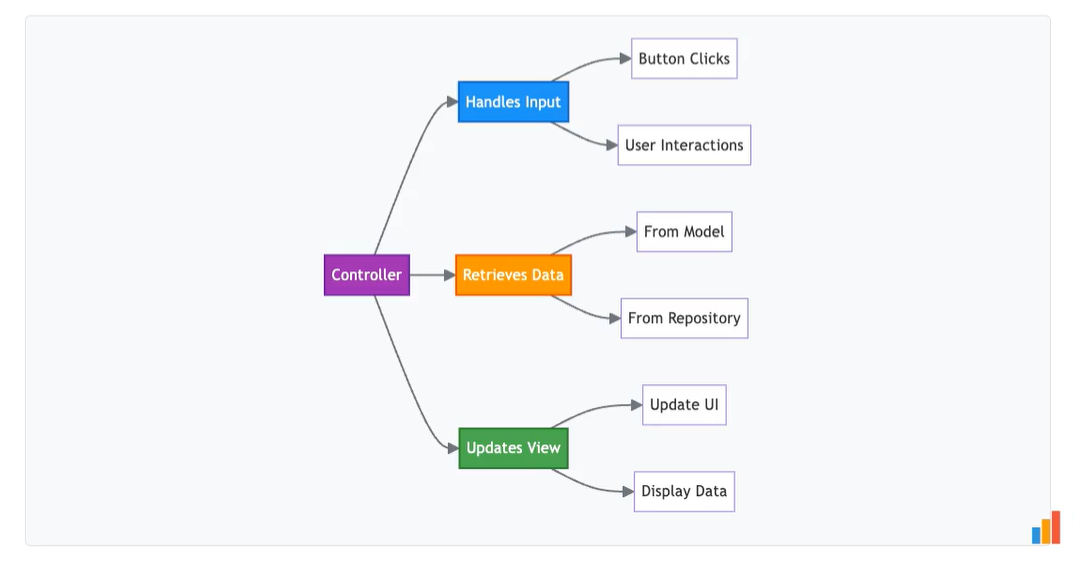 Button Clicks
Handles Input
User Interactions
From Model
Controller
Retrieves Data
From Repository
Update UI
Updates View
Display Data